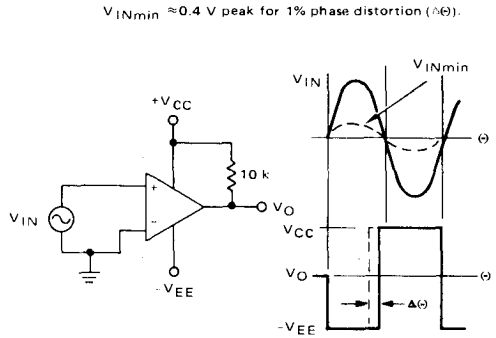 V INmin ≈0.4 V peak for 1% phase distortion (ΔΘ).
VIN
VINmin
Θ
+VCC
10 k
+
VIN
−
VO
−VEE
VCC
VO
Θ
ΔΘ
−VEE